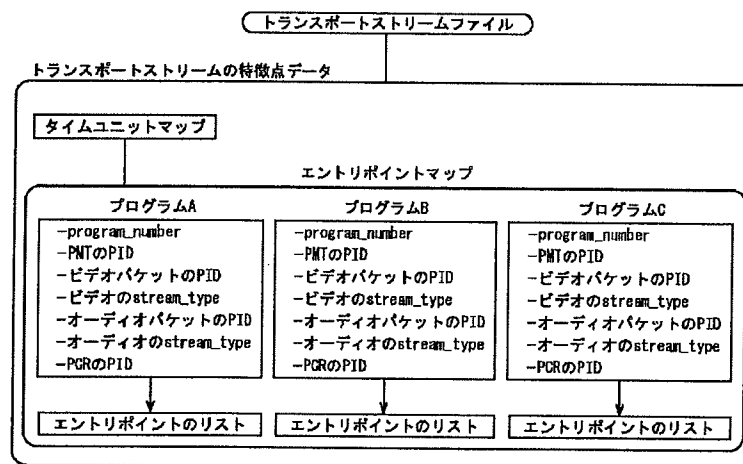 トランスポートストリームファイル
トランスポートストリームの特徴点データ
タイムユニットマップ
エントリポイントマップ
プログラムA
-program_number
-PMTのPID
-ビデオパケットのPID
-ビデオのstream_type
-オーディオパケットのPID
-オーディオのstream_type
-PCRのPID
エントリポイントのリスト
プログラムB
-program_number
-PMTのPID
-ビデオパケットのPID
-ビデオのstream_type
-オーディオパケットのPID
-オーディオのstream_type
-PCRのPID
エントリポイントのリスト
プログラムC
-program_number
-PMTのPID
-ビデオパケットのPID
-ビデオのstream_type
-オーディオパケットのPID
-オーディオのstream_type
-PCRのPID
エントリポイントのリスト